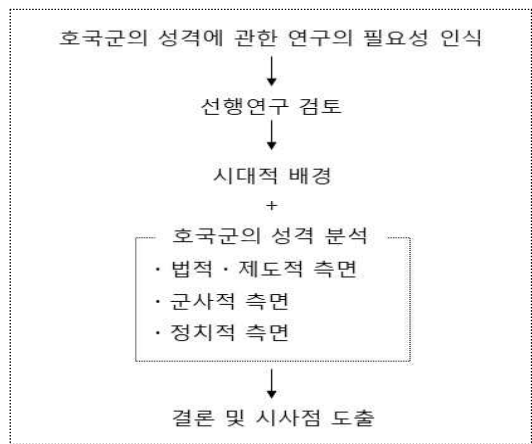 호국군의 성격에 관한 연구의 필요성 인식
선행연구 검토
시대적 배경
+
호국군의 성격 분석
· 법적 · 제도적 측면
· 군사적 측면
· 정치적 측면
결론 및 시사점 도출